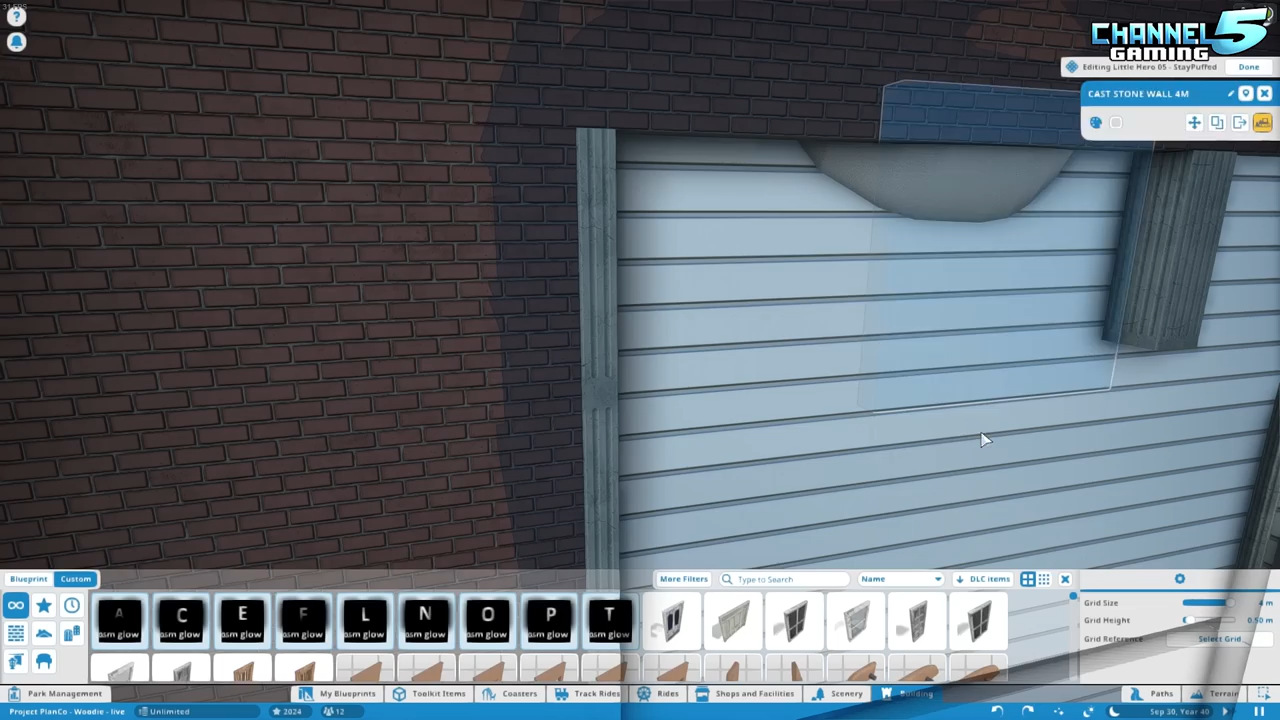 31.595
CHANNEL 5
GAMING
Editing Little Hero 05 - StayPuffed
Done
CAST STONE WALL 4M
Blueprint
Custom
More Filters
Type to Search
Name
DLC items
A
C
E
F
L
N
O
P
T
asm glow
asm glow
asm glow
asm glow
asm glow
asm glow
asm glow
asm glow
asm glow
Grid Size
4 m
Grid Height
0.50 m
Grid Reference
Select Grid
Park Management
My Blueprints
Toolkit Items
Coasters
Track Rides
Rides
Shops and Facilities
Scenery
Building
Paths
Terrain
Project PlanCo - Woodie - live
Unlimited
2024
12
Sep 30, Year 40